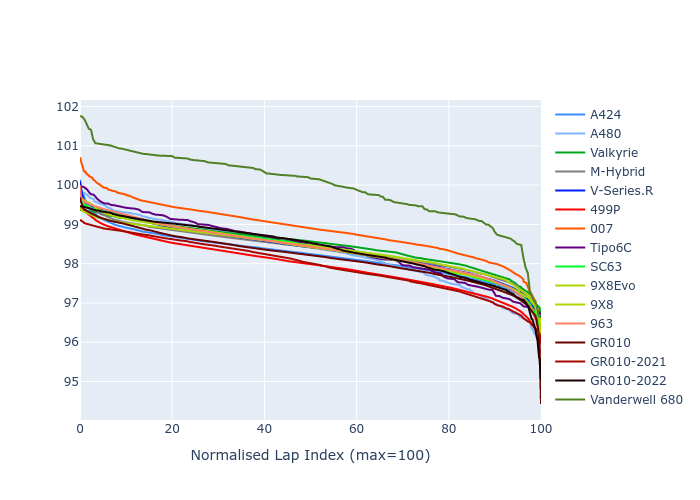 102
101
100
99
98
97
96
95
0
20
40
60
80
100
Normalised Lap Index (max=100)
A424
A480
Valkyrie
M-Hybrid
V-Series.R
499P
007
Tipo6C
SC63
9X8Evo
9X8
963
GR010
GR010-2021
GR010-2022
Vanderwell 680